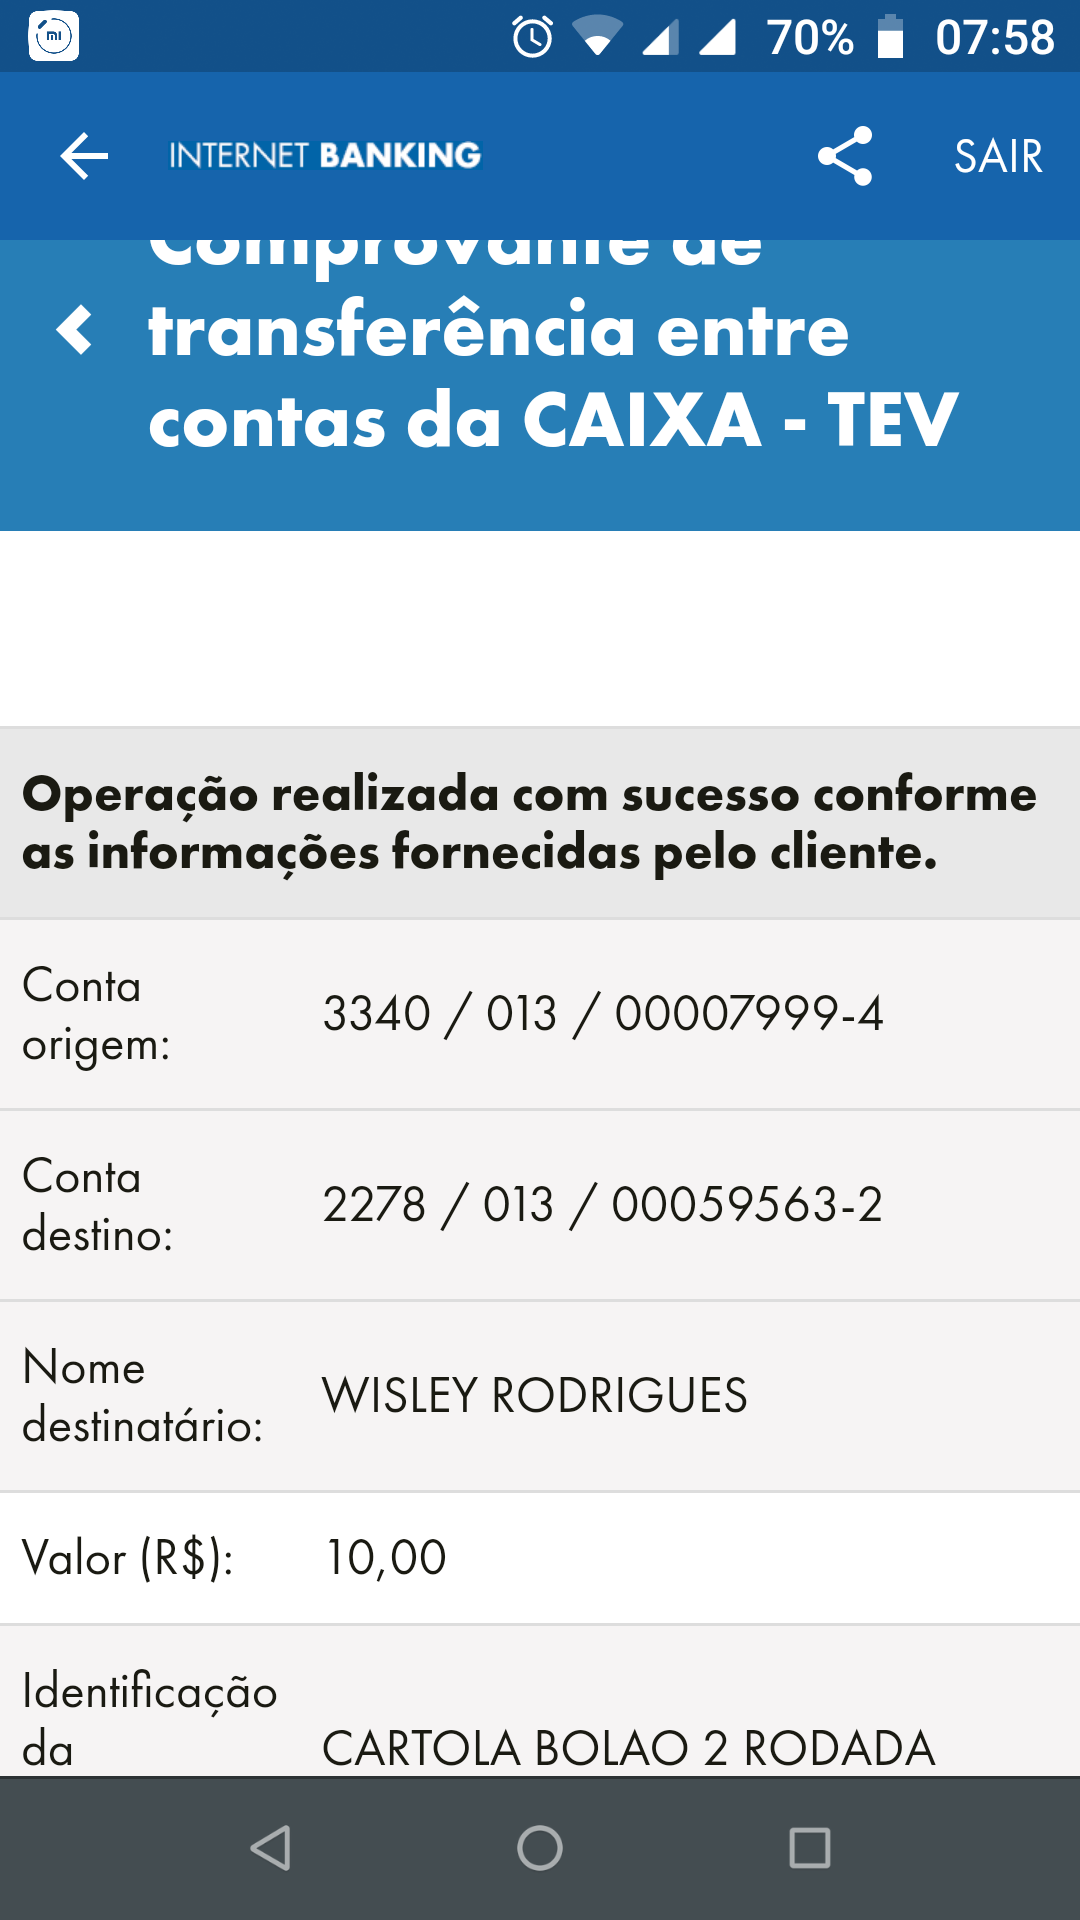 mi
70% 07:58
INTERNET BANKING SAIR
Comprovante de
transferência entre
contas da CAIXA - TEV
Operação realizada com sucesso conforme
as informações fornecidas pelo cliente.
Conta
origem:
3340 / 013 / 00007999-4
Conta
destino:
2278 / 013 / 00059563-2
Nome
destinatário:
WISLEY RODRIGUES
Valor (R$): 10,00
Identificação
da
CARTOLA BOLAO 2 RODADA